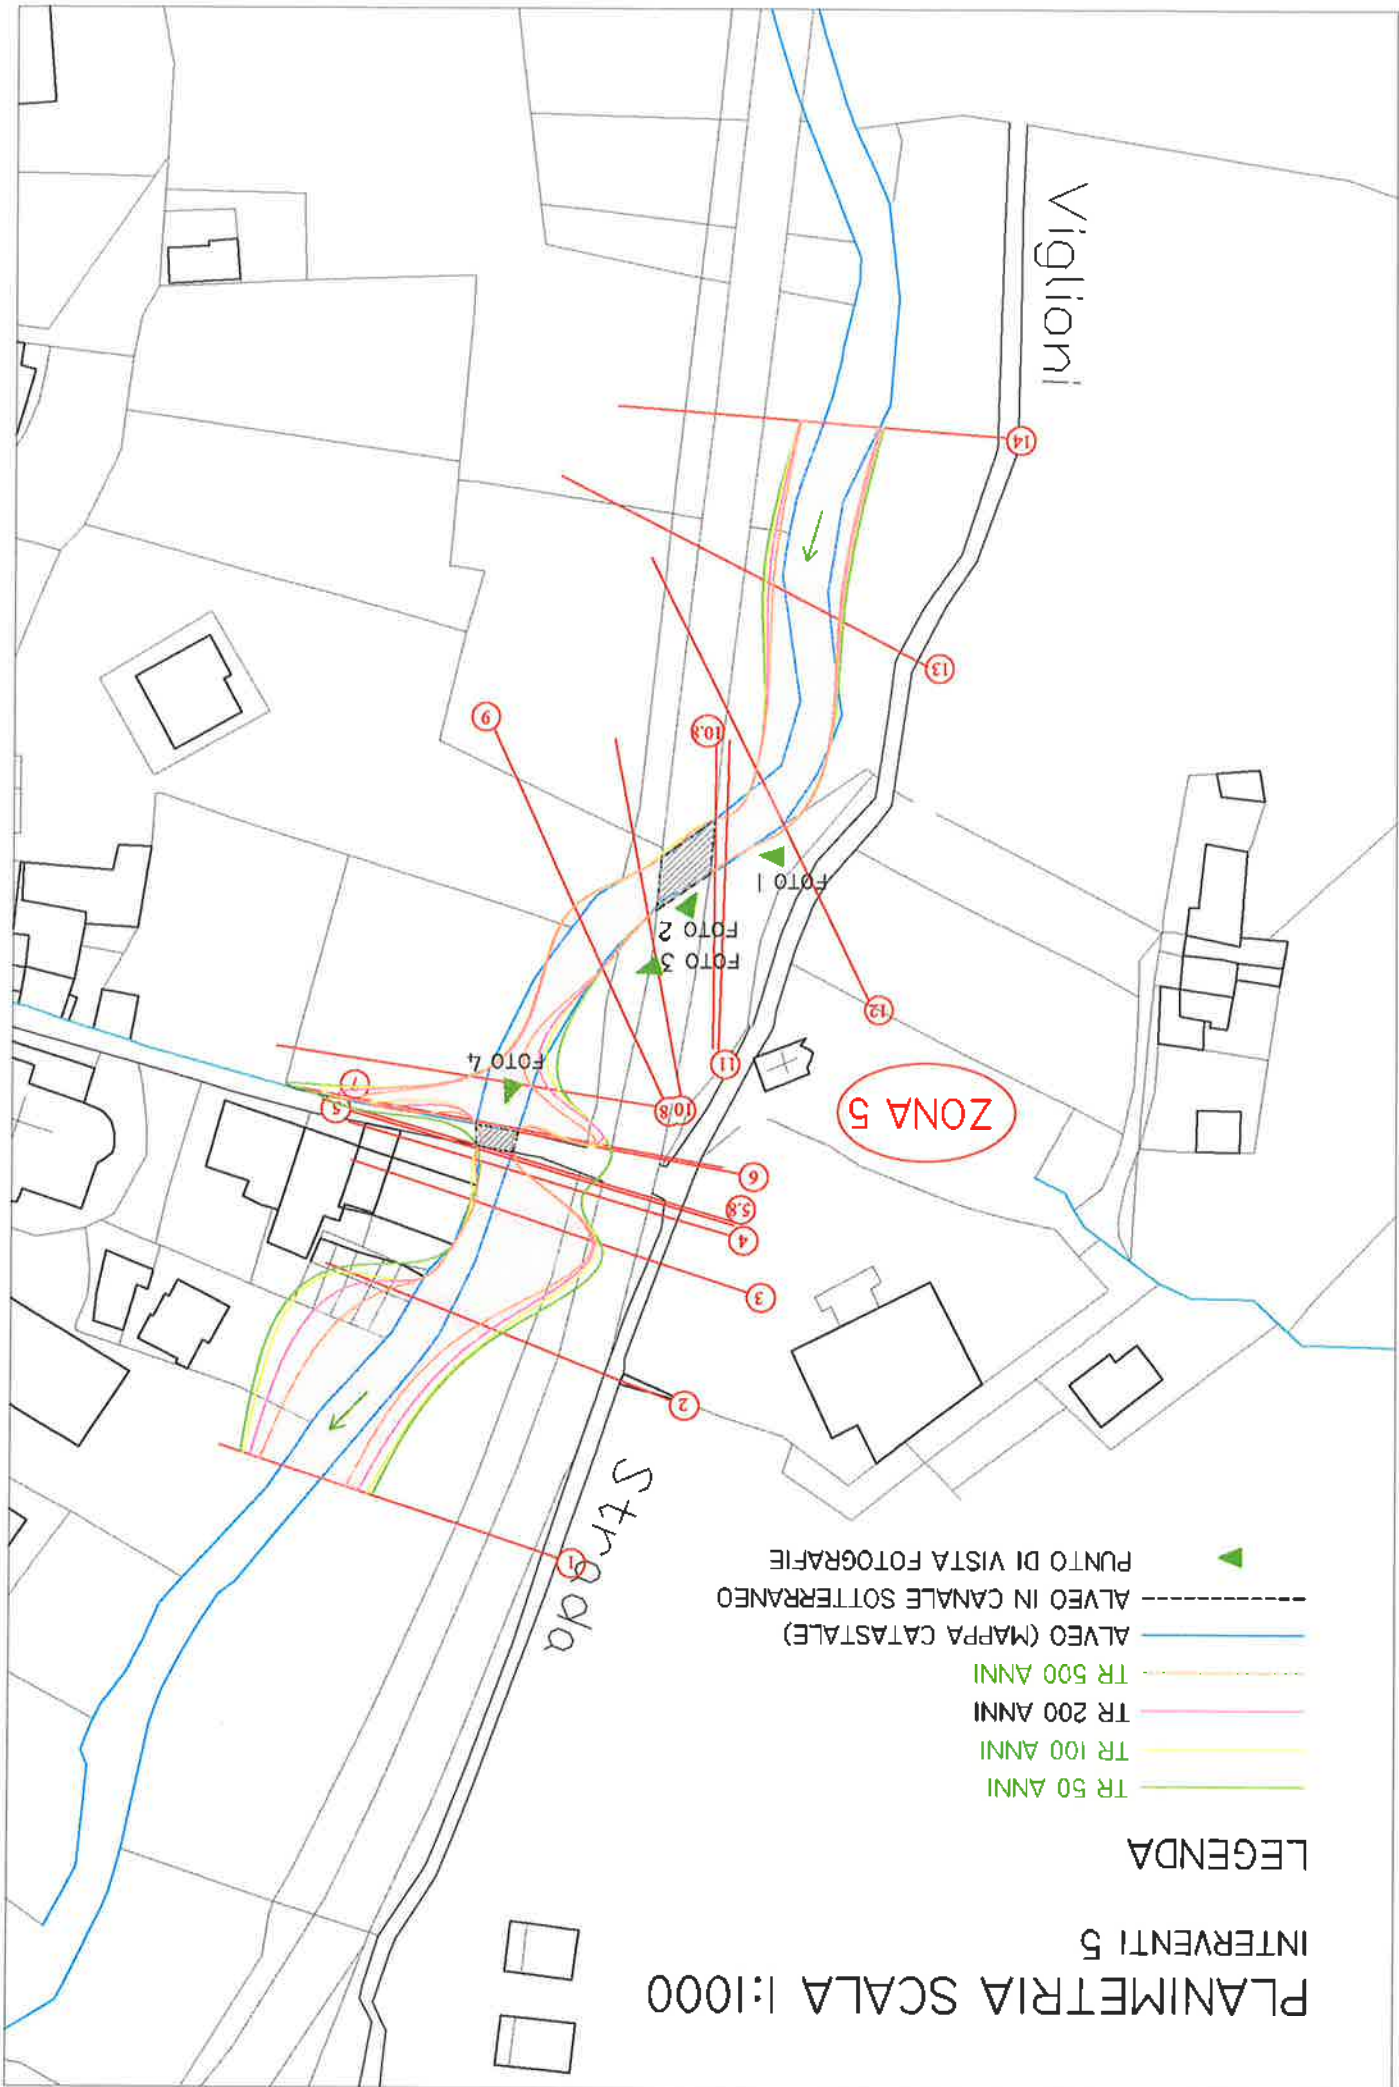 PLANIMETRIA SCALA 1:1000
INTERVENTI 5
LEGENDA
TR 50 ANNI
TR 100 ANNI
TR 200 ANNI
TR 500 ANNI
ALVEO (MAPPA CATASTALE)
ALVEO IN CANALE SOTTERRANEO
PUNTO DI VISTA FOTOGRAFIE
Strada
1
2
3
4
5.8
6
5
7
ZONA 5
10/8
11
FOTO 4
12
FOTO 3
FOTO 2
FOTO 1
10.3
9
13
14
Viglioni